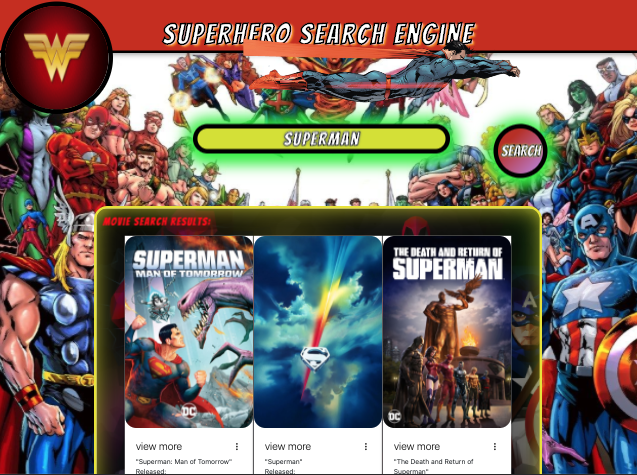 SUPERHERO SEARCH ENGINE
SUPERMAN
SEARCH
MOVIE SEARCH RESULTS:
SUPERMAN
MAN OF TOMORROW
DC
THE DEATH AND RETURN OF
SUPERMAN
DC
view more
"Superman: Man of Tomorrow"
Released:
view more
"Superman"
Released:
view more
"The Death and Return of
Superman"